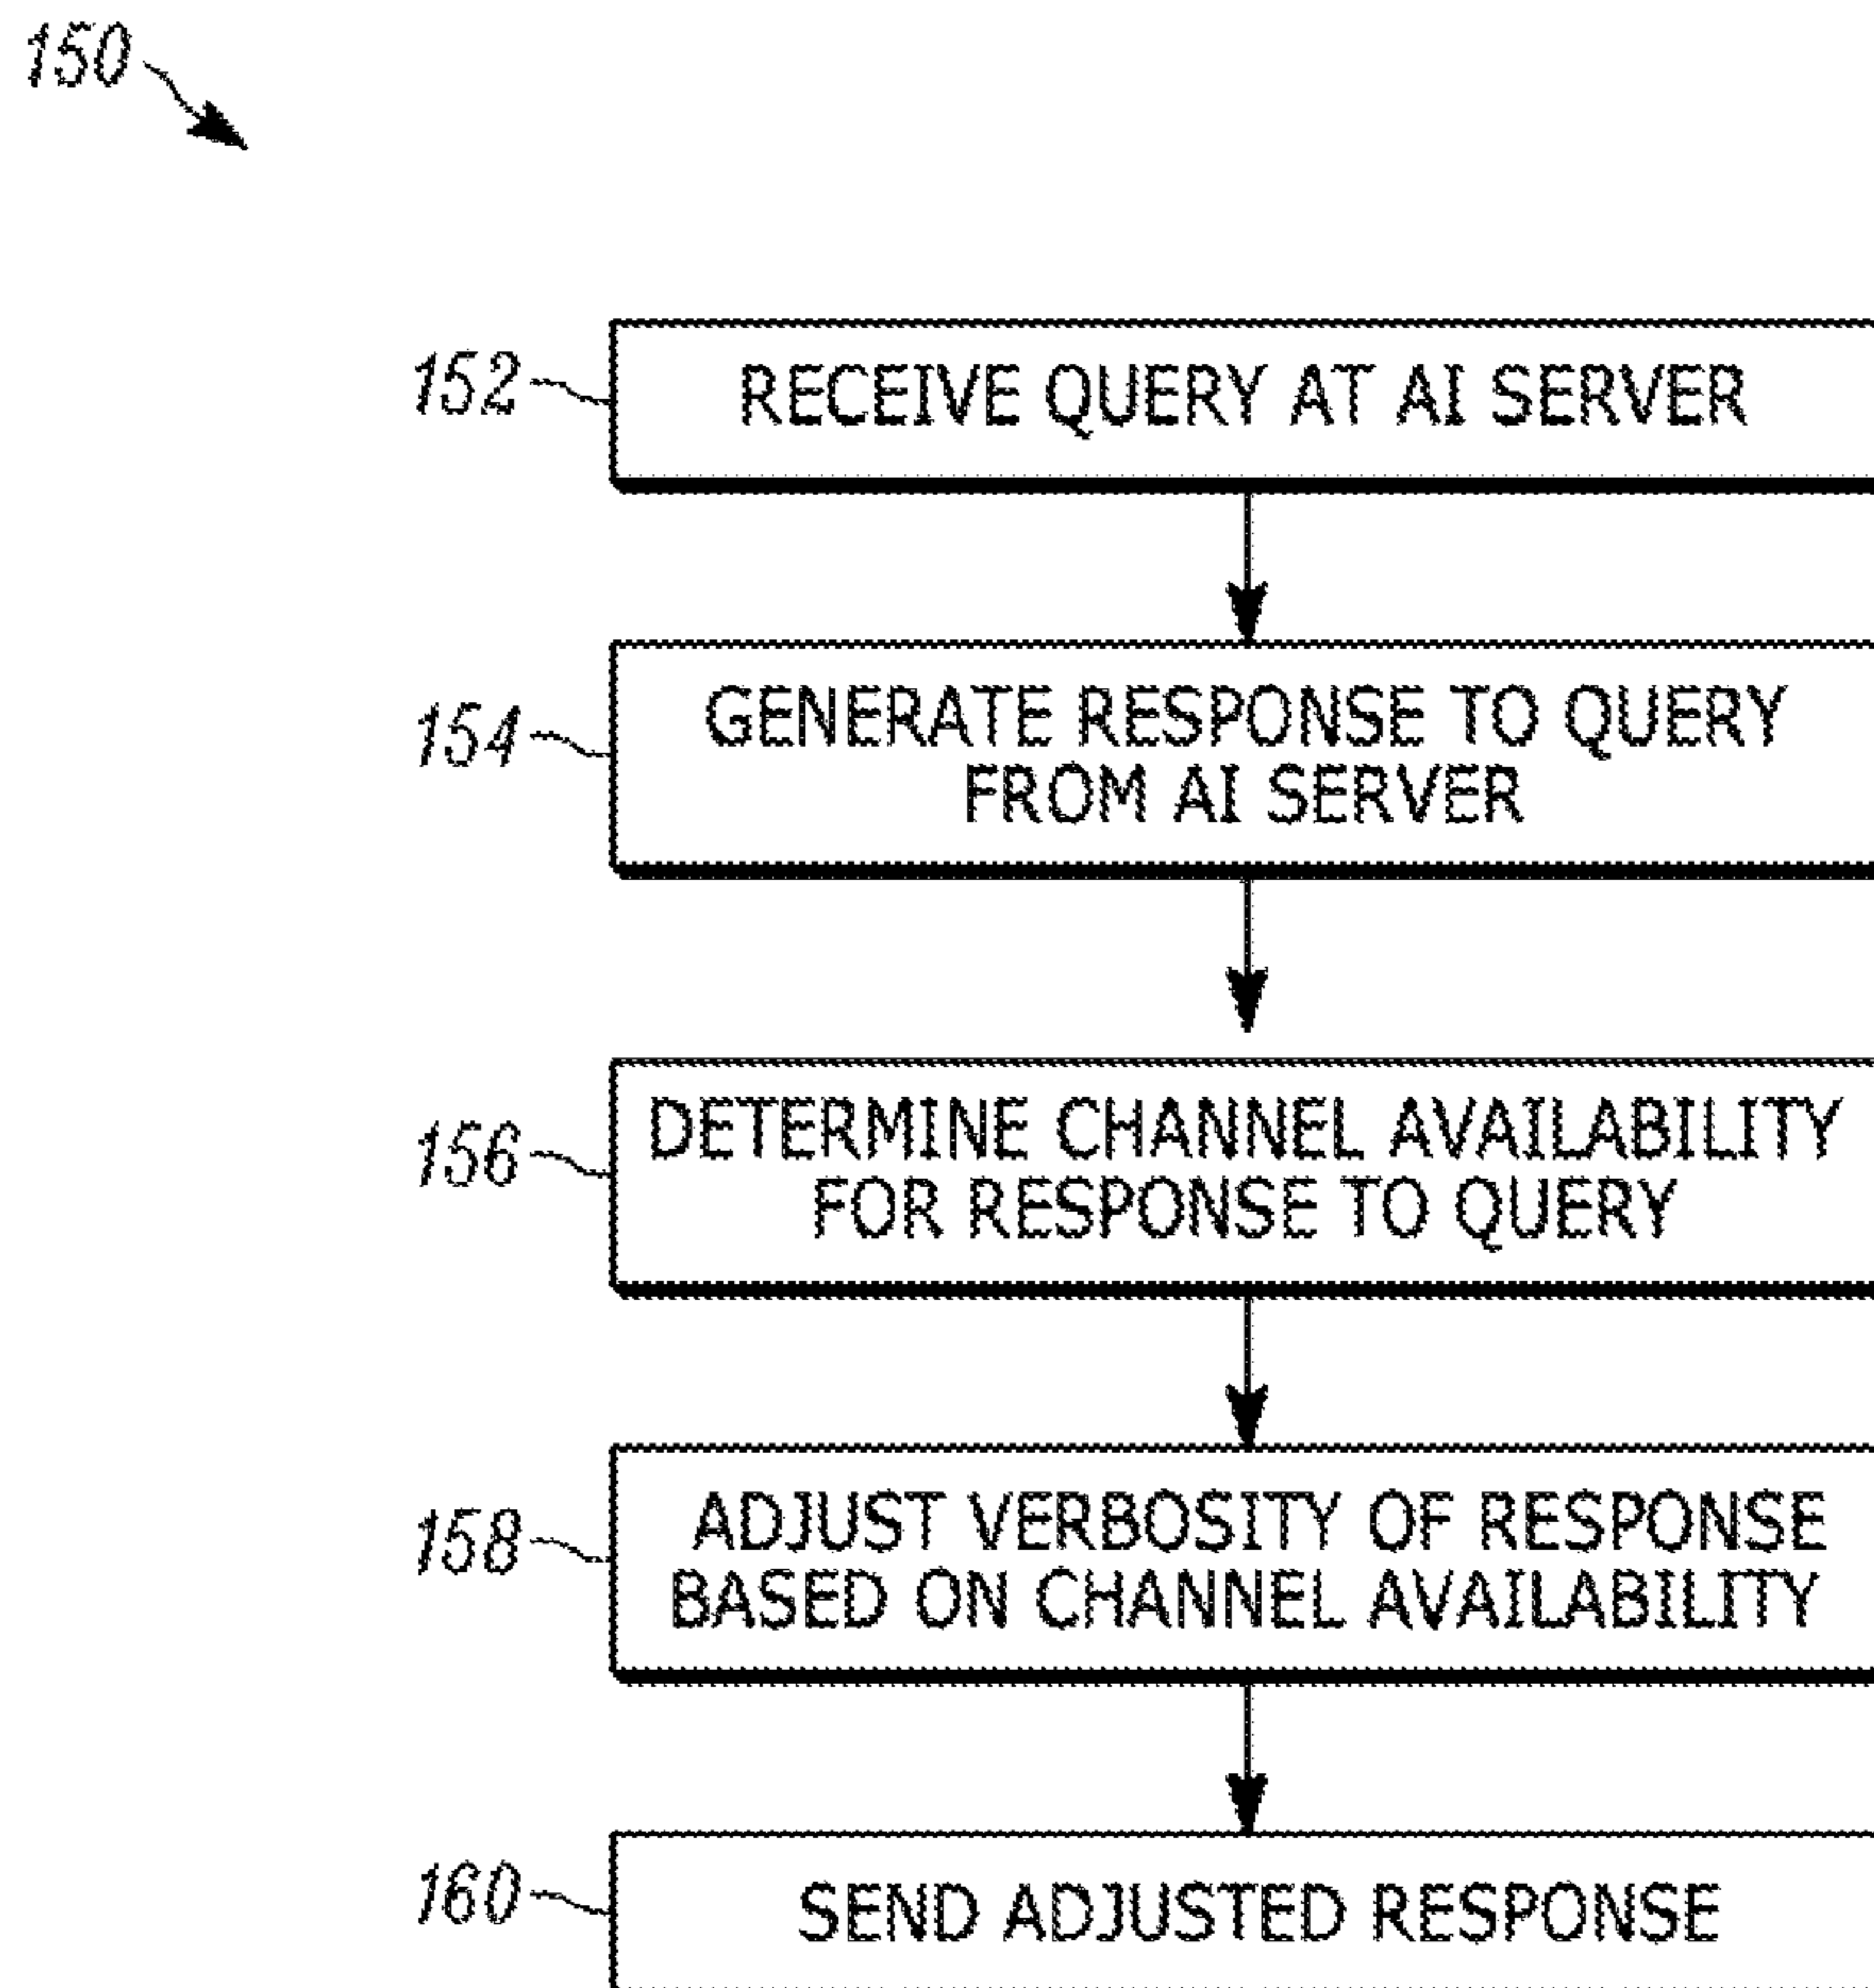 150
152
RECEIVE QUERY AT AI SERVER
154
GENERATE RESPONSE TO QUERY
FROM AI SERVER
156
DETERMINE CHANNEL AVAILABILITY
FOR RESPONSE TO QUERY
158
ADJUST VERBOSITY OF RESPONSE
BASED ON CHANNEL AVAILABILITY
160
SEND ADJUSTED RESPONSE